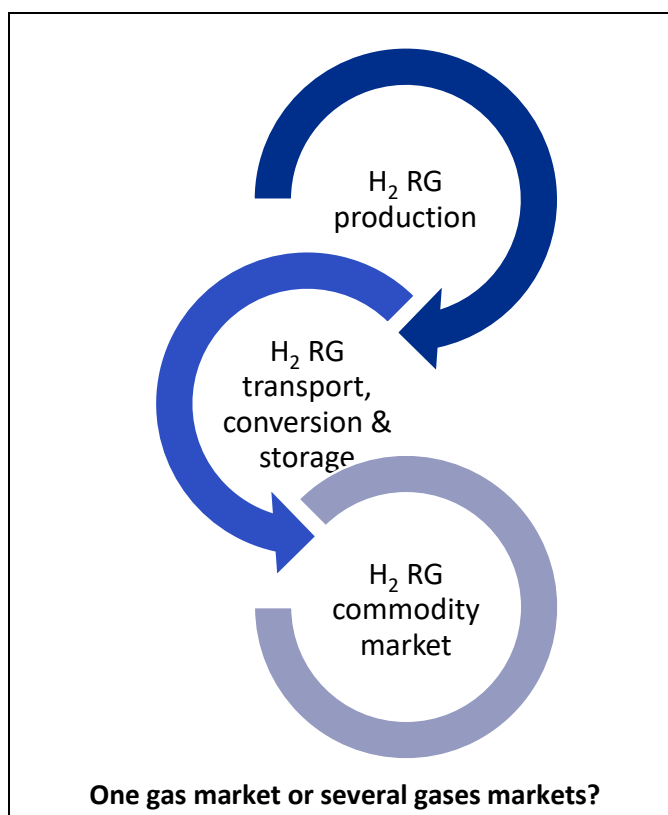 H₂ RG
production
H₂ RG
transport,
conversion &
storage
H₂ RG
commodity
market
One gas market or several gases markets?